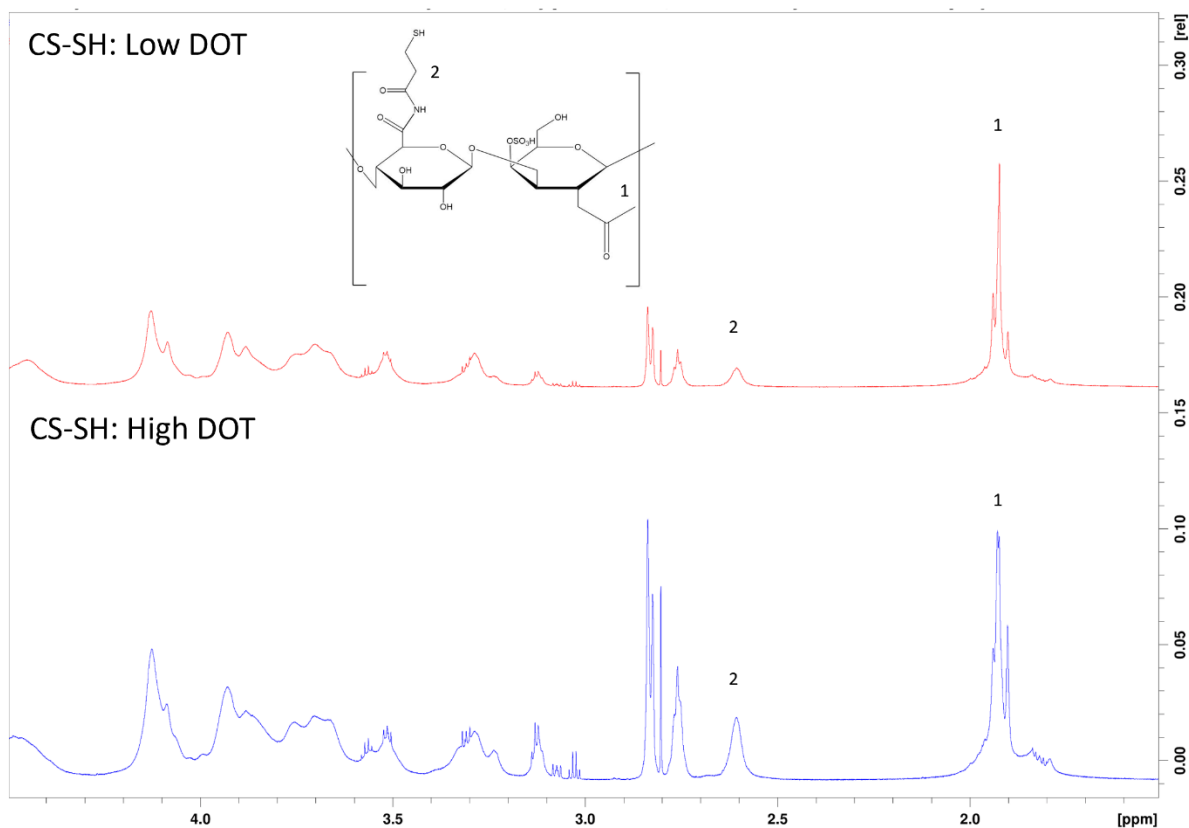 CS-SH: Low DOT
SH
2
O
NH
O
OH
OSO3H
O
O
O
O
HO
OH
1
O
1
2
CS-SH: High DOT
1
2
[rel]
0.30
0.25
0.20
0.15
0.10
0.05
0.00
4.0
3.5
3.0
2.5
2.0
[ppm]